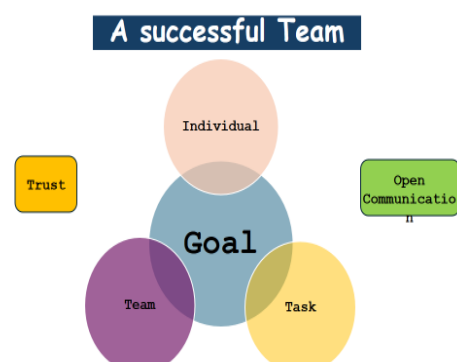 A successful Team
Individual
Trust
Open
Communicatio
n
Goal
Team
Task